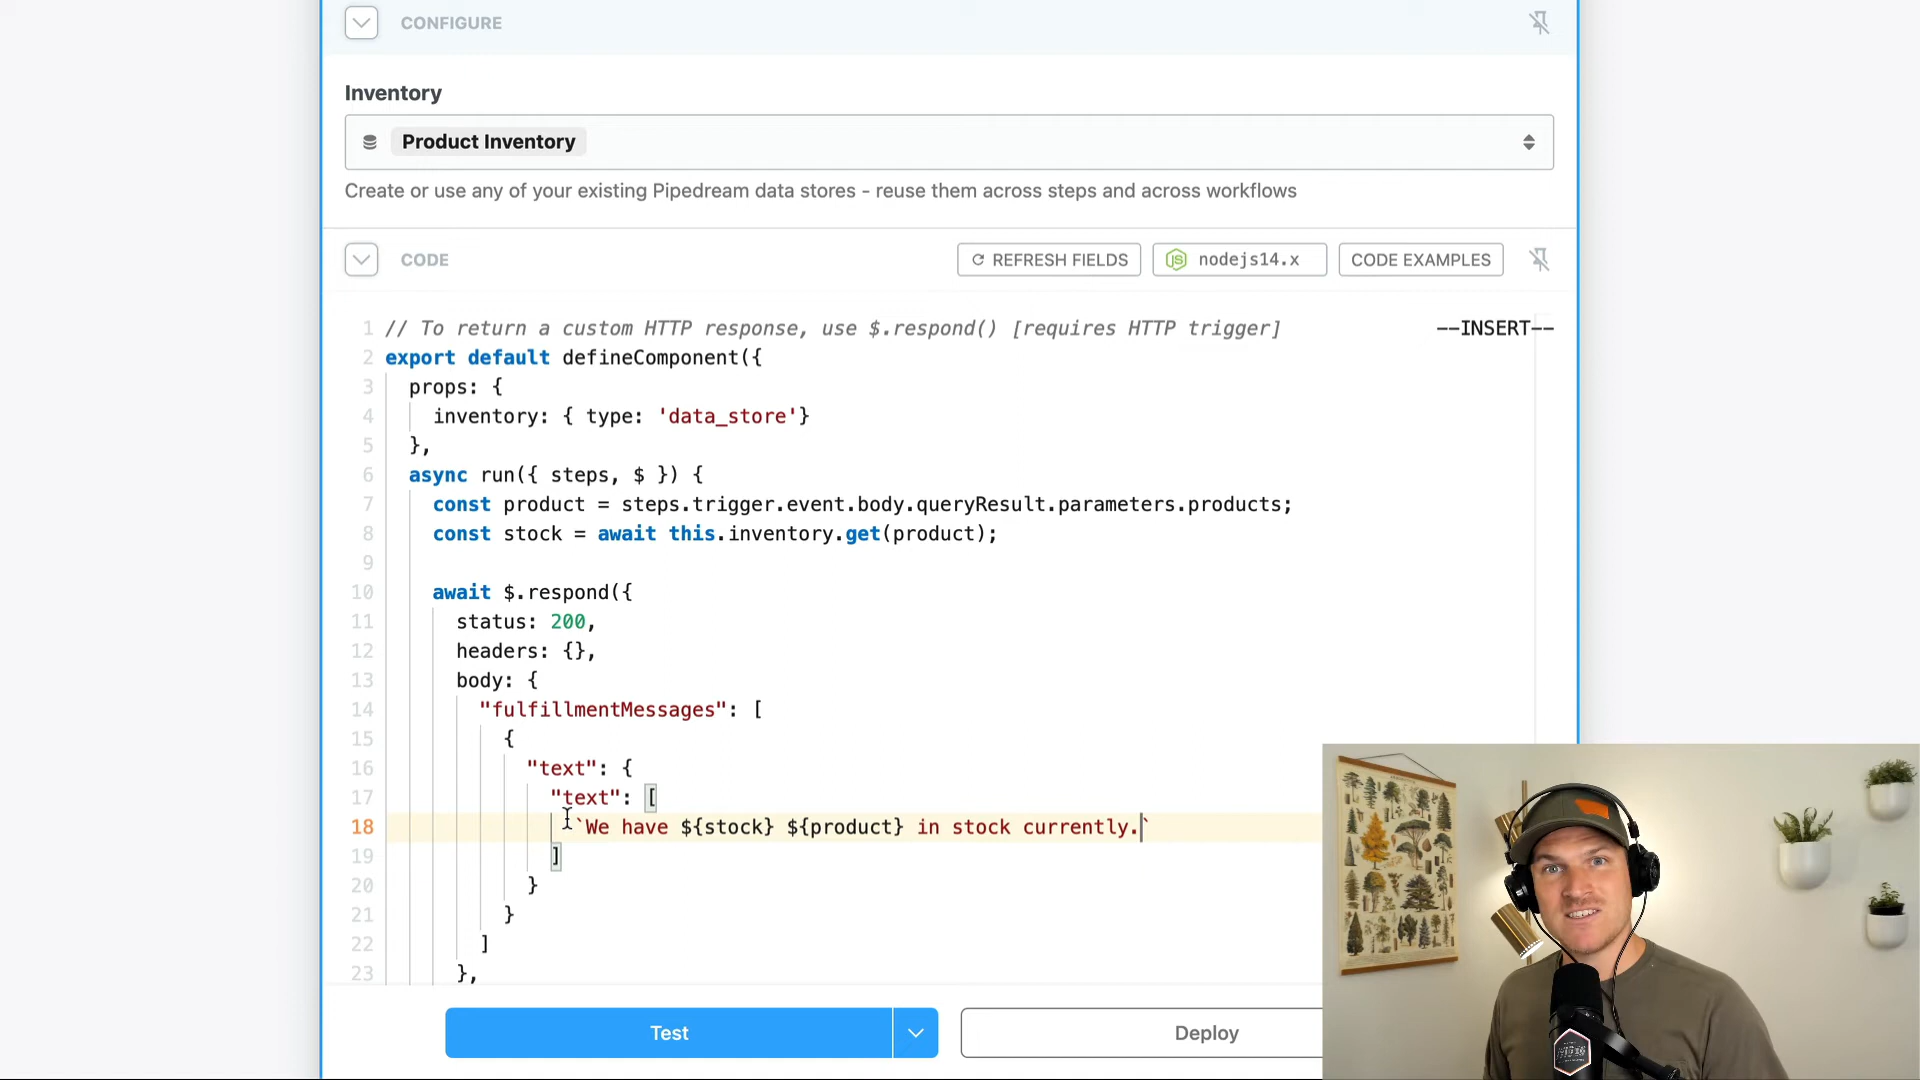 CONFIGURE
Inventory
Product Inventory
Create or use any of your existing Pipedream data stores - reuse them across steps and across workflows
CODE
REFRESH FIELDS
JS nodejs14.x
CODE EXAMPLES
--INSERT--
1 // To return a custom HTTP response, use $.respond() [requires HTTP trigger]
2 export default defineComponent({
3 props: {
4 inventory: { type: 'data_store'}
5 },
6 async run({ steps, $ }) {
7 const product = steps.trigger.event.body.queryResult.parameters.products;
8 const stock = await this.inventory.get(product);
9
10 await $.respond({
11 status: 200,
12 headers: {},
13 body: {
14 "fulfillmentMessages": [
15 {
16 "text": {
17 "text": [
18 `We have ${stock} ${product} in stock currently.`
19 ]
20 }
21 }
22 ]
23 },
Test
Deploy